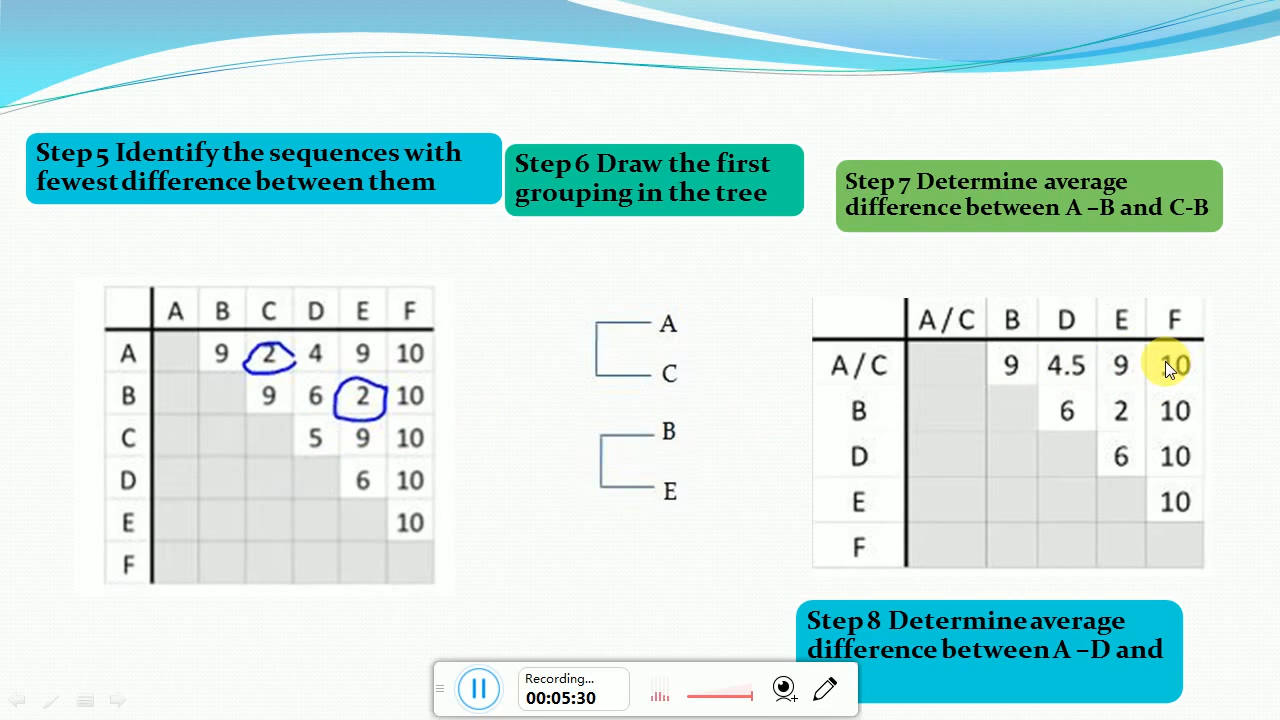 Step 5 Identify the sequences with
fewest difference between them
Step 6 Draw the first
grouping in the tree
Step 7 Determine average
difference between A –B and C-B
A B C D E F
A 9 2 4 9 10
B 9 6 2 10
C 5 9 10
D 6 10
E 10
F
A
C
B
E
A / C B D E F
A / C 9 4.5 9 10
B 6 2 10
D 6 10
E 10
F
Step 8 Determine average
difference between A –D and
Recording...
00:05:30